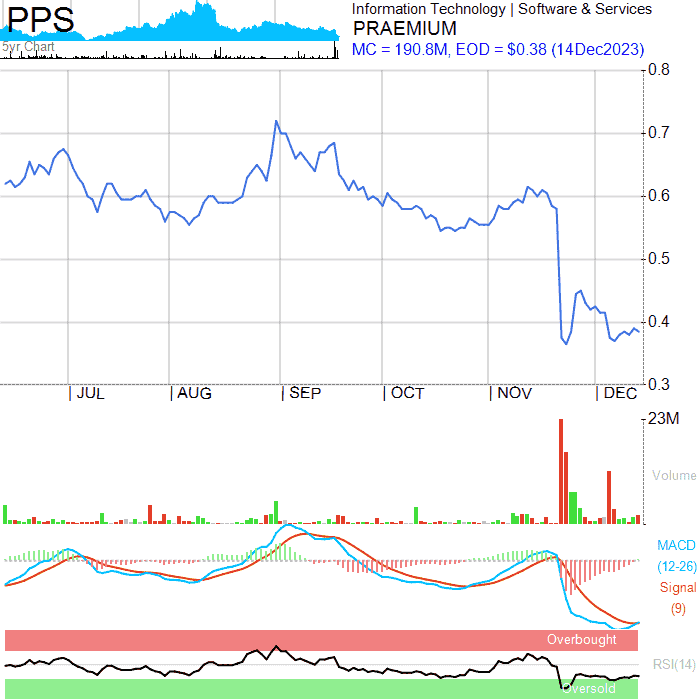 PPS
5yr Chart
Information Technology | Software & Services
PRAEMIUM
MC = 190.8M, EOD = $0.38 (14Dec2023)
0.8
0.7
0.6
0.5
0.4
0.3
| JUL | AUG | SEP | OCT | NOV | DEC
23M
Volume
MACD
(12-26)
Signal
(9)
Overbought
RSI(14)
Oversold